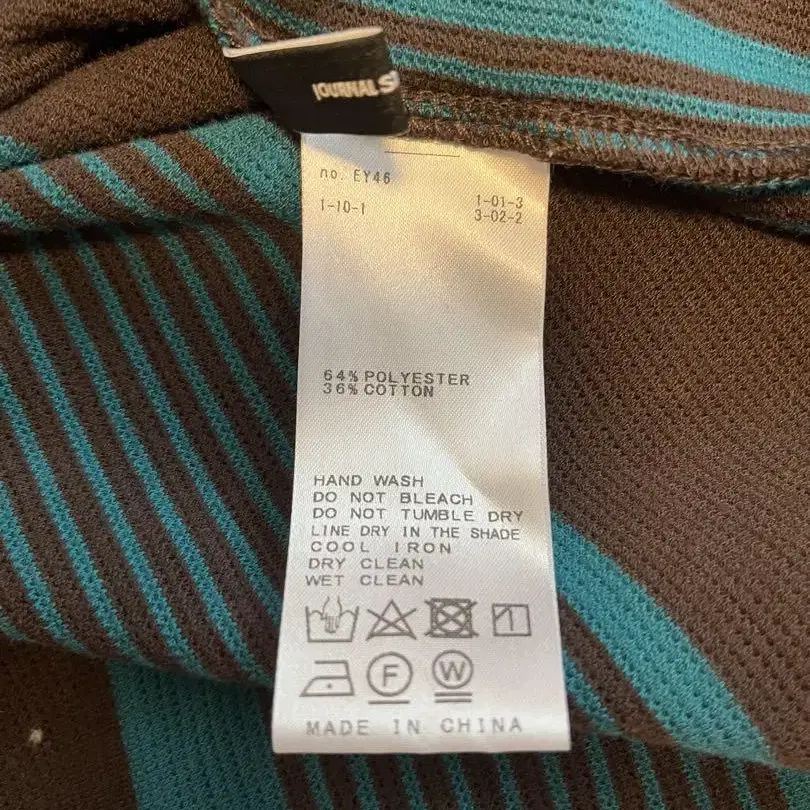 JOURNAL S
no. EY46
1-10-1 1-01-3
3-02-2
64% POLYESTER
36% COTTON
HAND WASH
DO NOT BLEACH
DO NOT TUMBLE DRY
LINE DRY IN THE SHADE
COOL IRON
DRY CLEAN
WET CLEAN
F W
MADE IN CHINA